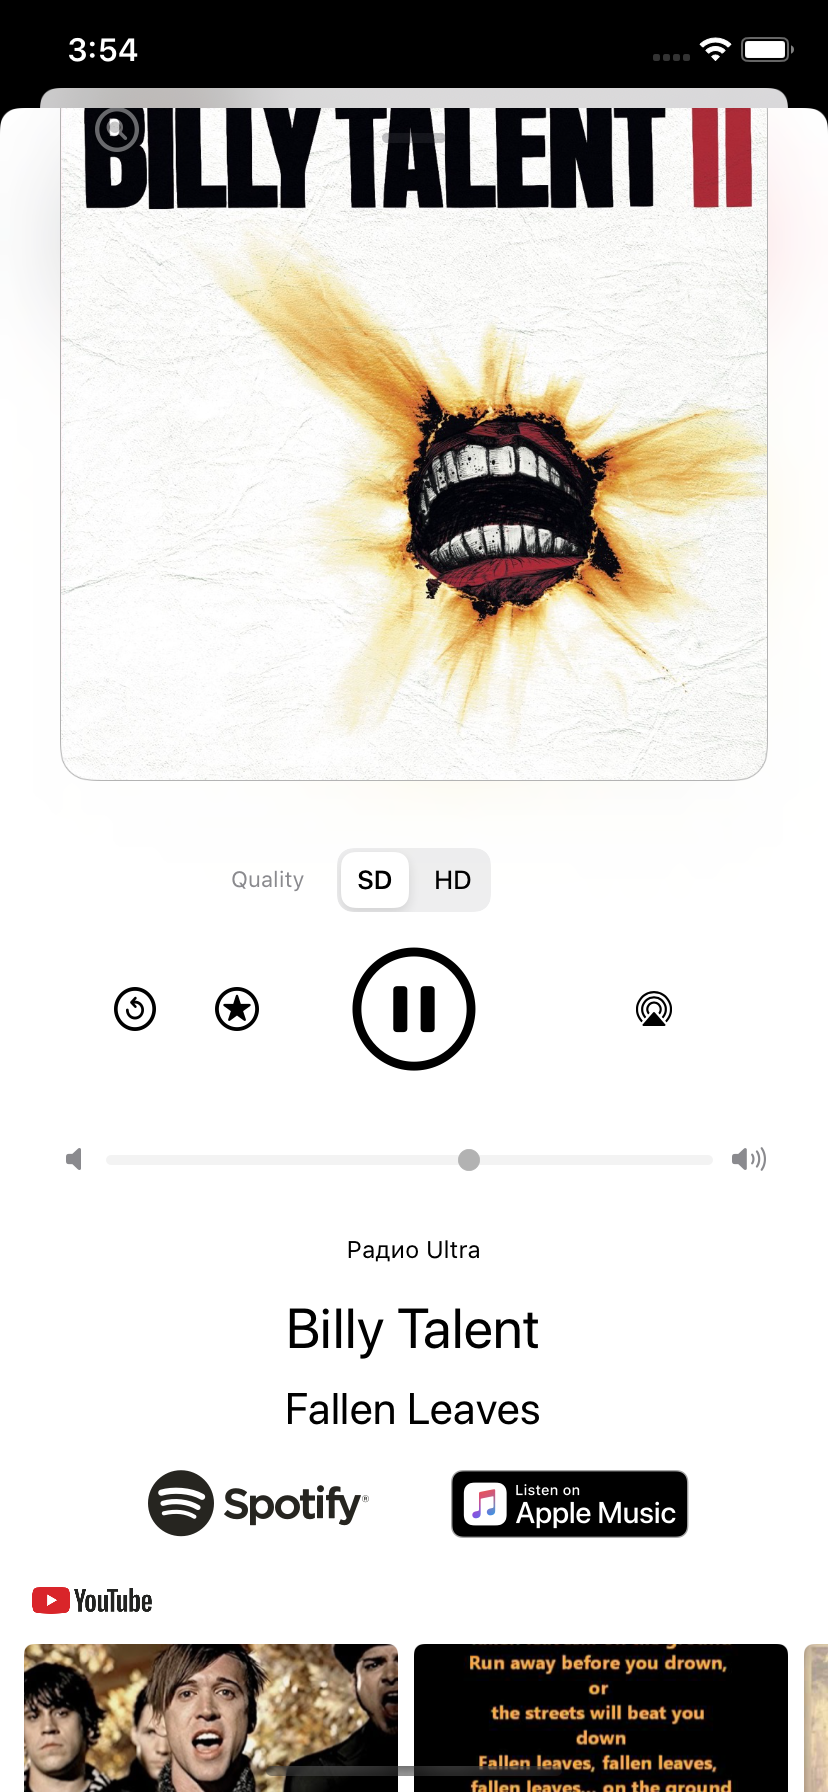 3:54
BILLY TALENT II
Quality
SD
HD
Радио Ultra
Billy Talent
Fallen Leaves
Spotify®
Listen on
Apple Music
YouTube
Run away before you drown,
or
the streets will beat you
down
Fallen leaves, fallen leaves,
fallen leaves... on the ground